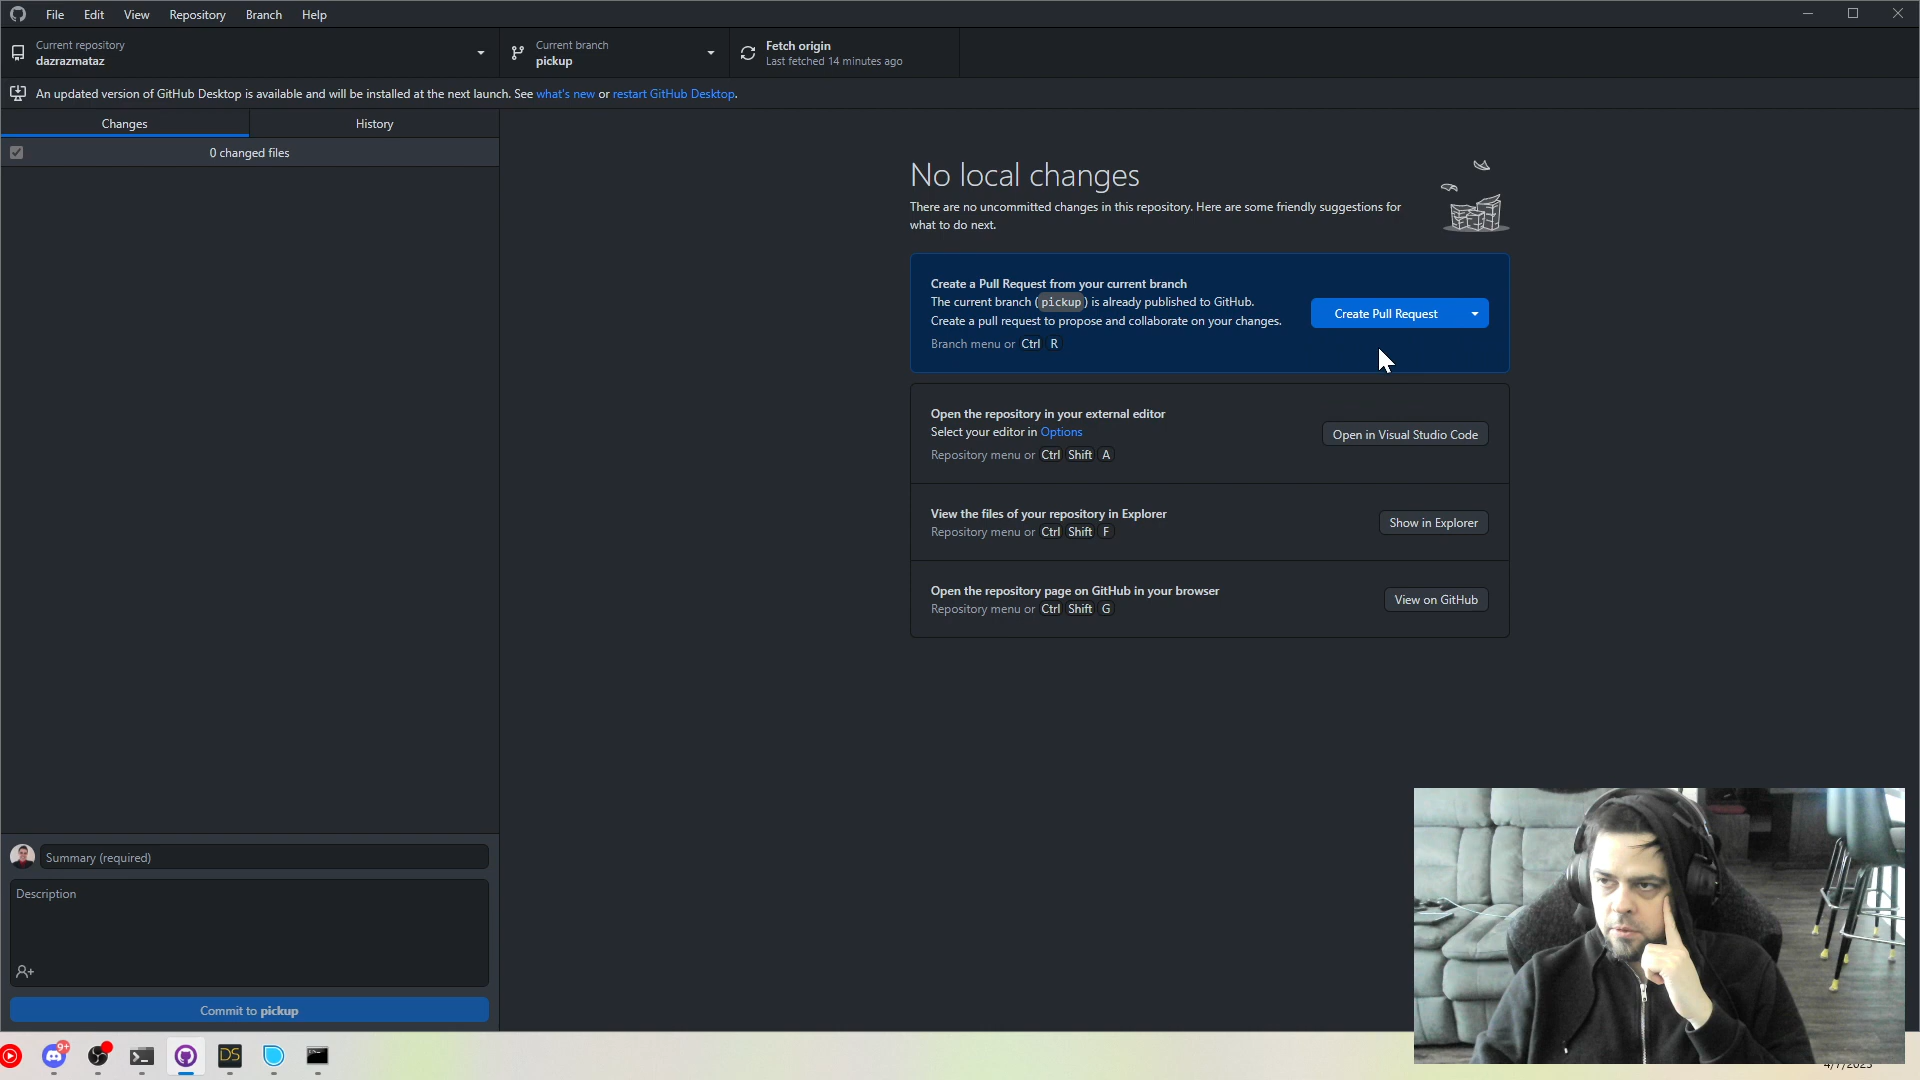 File Edit View Repository Branch Help
Current repository
dazrazmataz
Current branch
pickup
Fetch origin
Last fetched 14 minutes ago
An updated version of GitHub Desktop is available and will be installed at the next launch. See what's new or restart GitHub Desktop.
Changes
History
0 changed files
No local changes
There are no uncommitted changes in this repository. Here are some friendly suggestions for
what to do next.
Create a Pull Request from your current branch
The current branch (pickup) is already published to GitHub.
Create a pull request to propose and collaborate on your changes.
Branch menu or Ctrl R
Create Pull Request
Open the repository in your external editor
Select your editor in Options
Repository menu or Ctrl Shift A
Open in Visual Studio Code
View the files of your repository in Explorer
Repository menu or Ctrl Shift F
Show in Explorer
Open the repository page on GitHub in your browser
Repository menu or Ctrl Shift G
View on GitHub
Summary (required)
Description
Commit to pickup
9+
DS